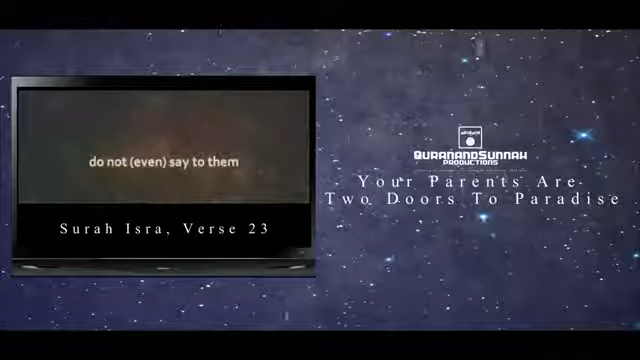 do not (even) say to them
Surah Isra, Verse 23
QURANANDSUNNAH
PRODUCTIONS
Your Parents Are
Two Doors To Paradise